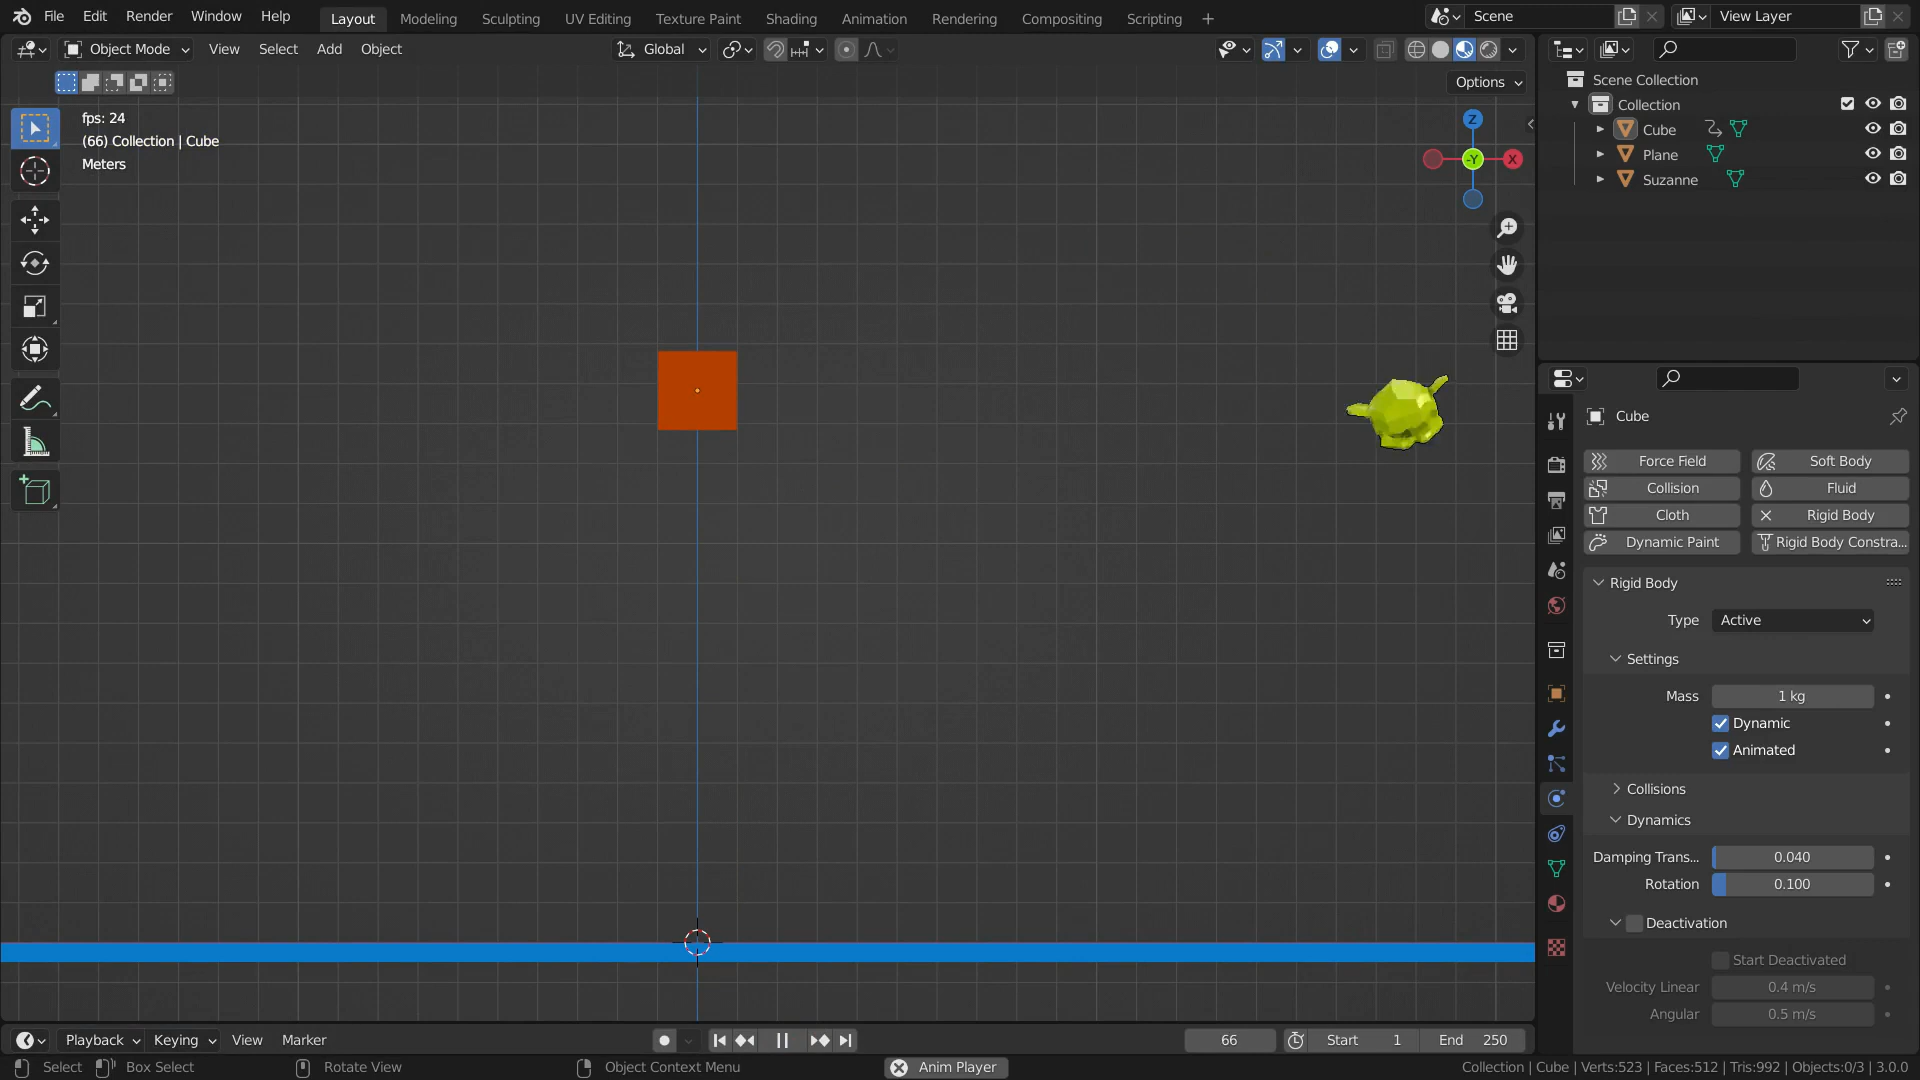 File Edit Render Window Help Layout Modeling Sculpting UV Editing Texture Paint Shading Animation Rendering Compositing Scripting + Scene View Layer
Object Mode View Select Add Object Global
Options
fps: 24
(66) Collection | Cube
Meters
Z
-Y
X
Scene Collection
Collection
Cube
Plane
Suzanne
Cube
Force Field Soft Body
Collision Fluid
Cloth Rigid Body
Dynamic Paint Rigid Body Constra...
Rigid Body
Type Active
Settings
Mass 1 kg
Dynamic
Animated
Collisions
Dynamics
Damping Trans... 0.040
Rotation 0.100
Deactivation
Start Deactivated
Velocity Linear 0.4 m/s
Angular 0.5 m/s
Playback Keying View Marker 66 Start 1 End 250
Select Box Select Rotate View Object Context Menu Anim Player Collection | Cube | Verts:523 | Faces:512 | Tris:992 | Objects:0/3 | 3.0.0